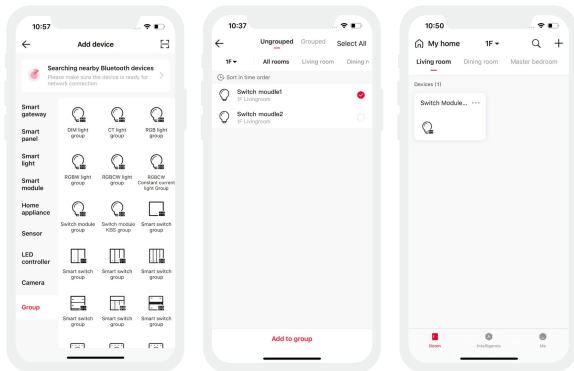 10:57
Add device
Searching nearby Bluetooth devices
Please make sure the device is ready for
network connection
Smart
gateway
Smart
panel
Smart
light
Smart
module
Home
appliance
Sensor
LED
controller
Camera
Group
DIM light
group
CT light
group
RGB light
group
RGBW light
group
RGBCW light
group
RGBCW
Constant current
light Group
Switch module
group
Switch module
KBS group
Smart switch
group
Smart switch
group
Smart switch
group
Smart switch
group
Smart switch
group
Smart switch
group
Smart switch
group
10:37
Ungrouped Grouped Select All
1F All rooms Living room Dining r
Sort in time order
Switch moudle1
1F Livingroom
Switch moudle2
1F Livingroom
Add to group
10:50
My home 1F
Living room Dining room Master bedroom
Devices (1)
Switch Module... ···
Room Intelligence Me